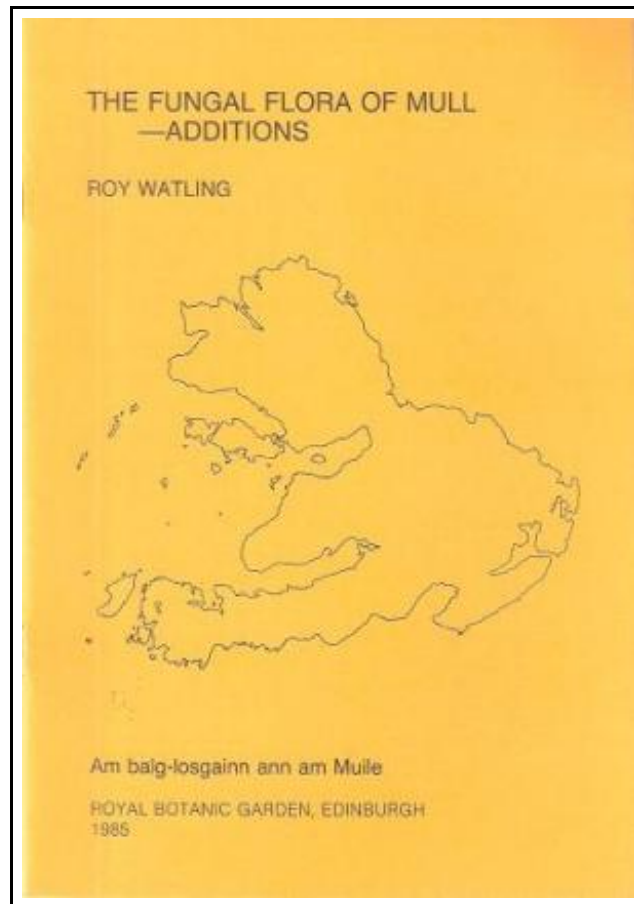 THE FUNGAL FLORA OF MULL
—ADDITIONS
ROY WATLING
Am balg-losgainn ann am Muile
ROYAL BOTANIC GARDEN, EDINBURGH
1985